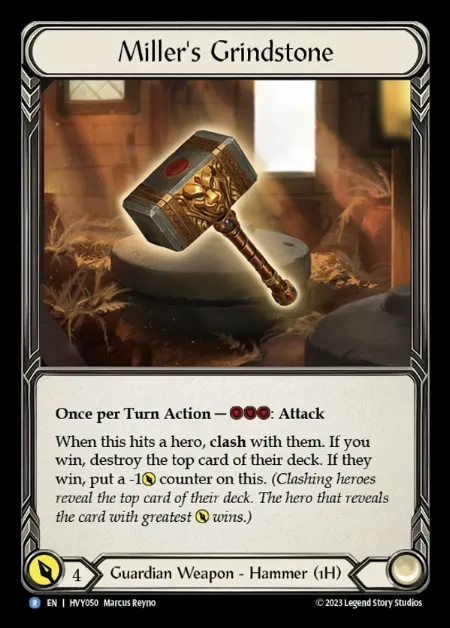 Miller's Grindstone
Once per Turn Action — : Attack
When this hits a hero, clash with them. If you
win, destroy the top card of their deck. If they
win, put a -1 counter on this. (Clashing heroes
reveal the top card of their deck. The hero that reveals
the card with greatest wins.)
4
Guardian Weapon - Hammer (1H)
R EN | HVY050 Marcus Reyno
© 2023 Legend Story Studios